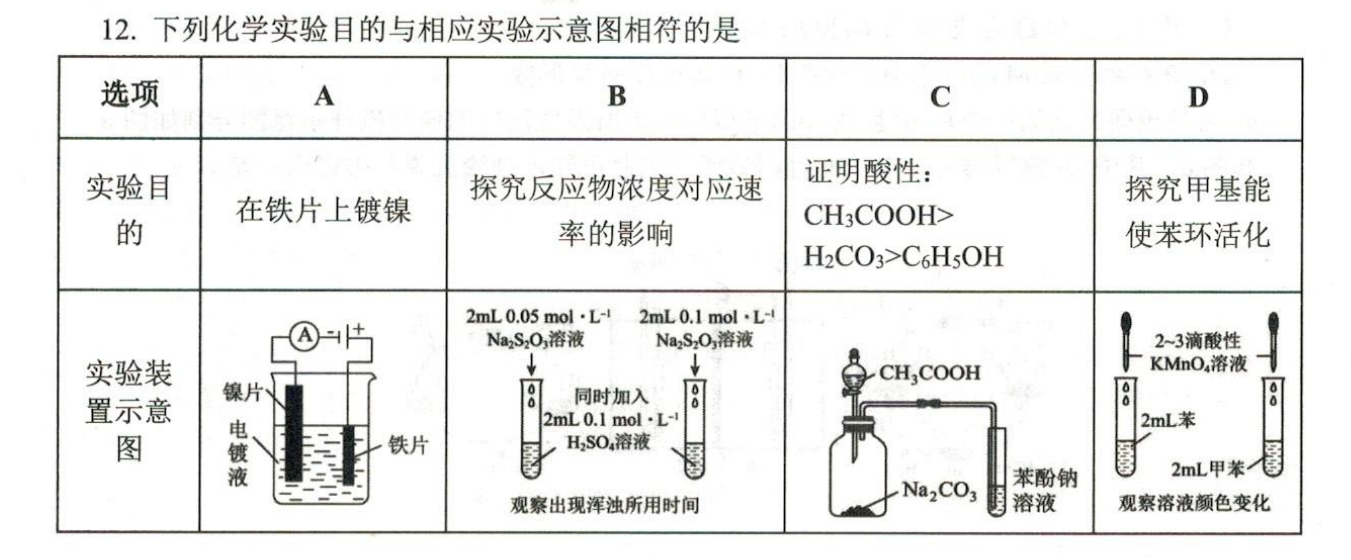 12. 下列化学实验目的与相应实验示意图相符的是
选项
A
B
C
D
实验目
的
在铁片上镀镍
探究反应物浓度对应速
率的影响
证明酸性：
CH₃COOH>
H₂CO₃>C₆H₅OH
探究甲基能
使苯环活化
实验装
置示意
图
A
-
+
镍片
电
镀
液
铁片
2mL 0.05 mol·L⁻¹
Na₂S₂O₃溶液
2mL 0.1 mol·L⁻¹
Na₂S₂O₃溶液
同时加入
2mL 0.1 mol·L⁻¹
H₂SO₄溶液
观察出现浑浊所用时间
CH₃COOH
Na₂CO₃
苯酚钠
溶液
2~3滴酸性
KMnO₄溶液
2mL苯
2mL甲苯
观察溶液颜色变化